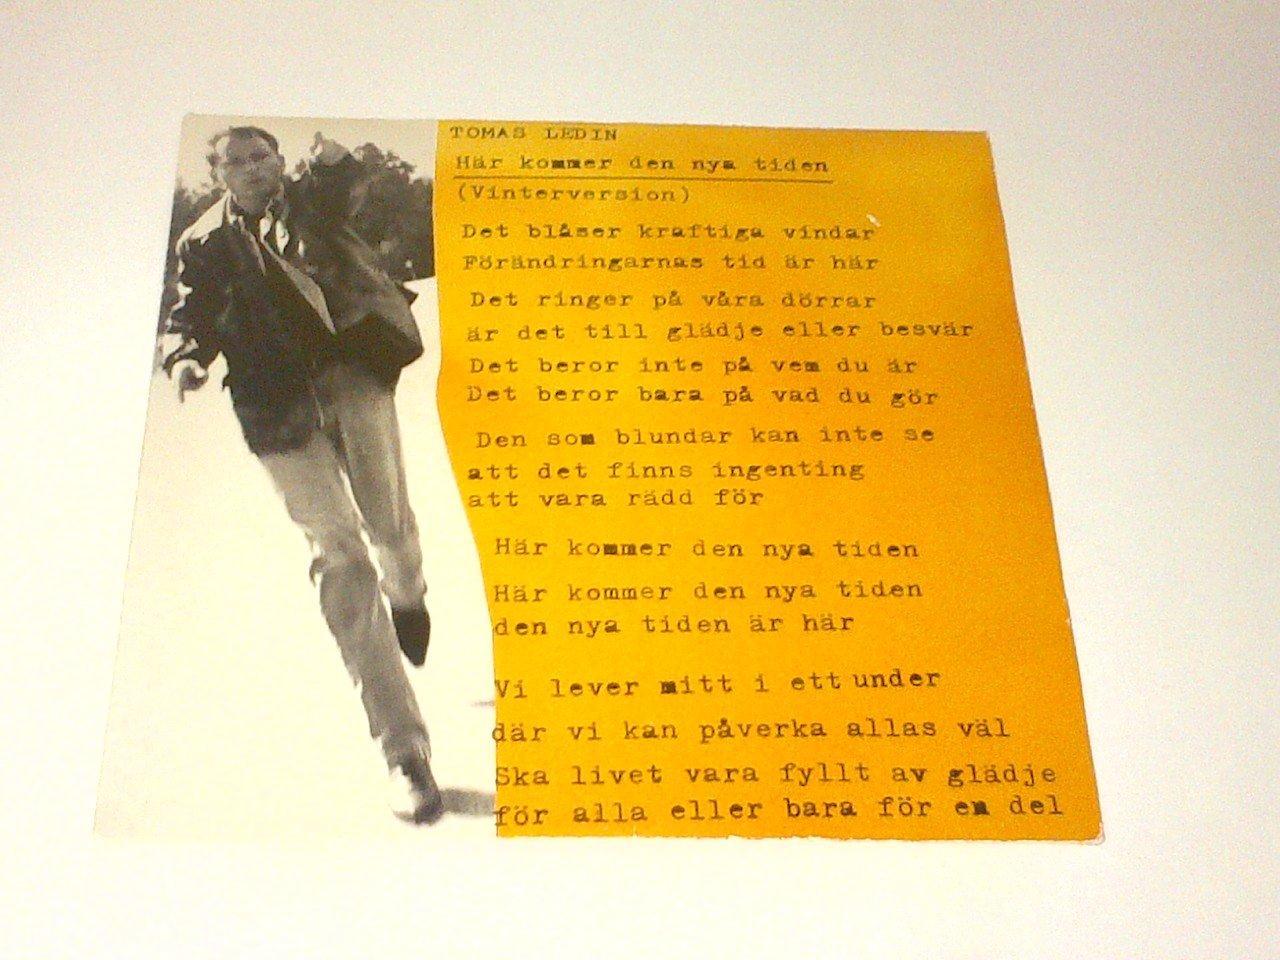 TOMAS LEDIN
Här kommer den nya tiden
(Vinterversion)
Det blåser kraftiga vindar
Förändringarnas tid är här
Det ringer på våra dörrar
är det till glädje eller besvär
Det beror inte på vem du är
Det beror bara på vad du gör
Den som blundar kan inte se
att det finns ingenting
att vara rädd för
Här kommer den nya tiden
Här kommer den nya tiden
den nya tiden är här
Vi lever mitt i ett under
där vi kan påverka allas väl
Ska livet vara fyllt av glädje
för alla eller bara för en del